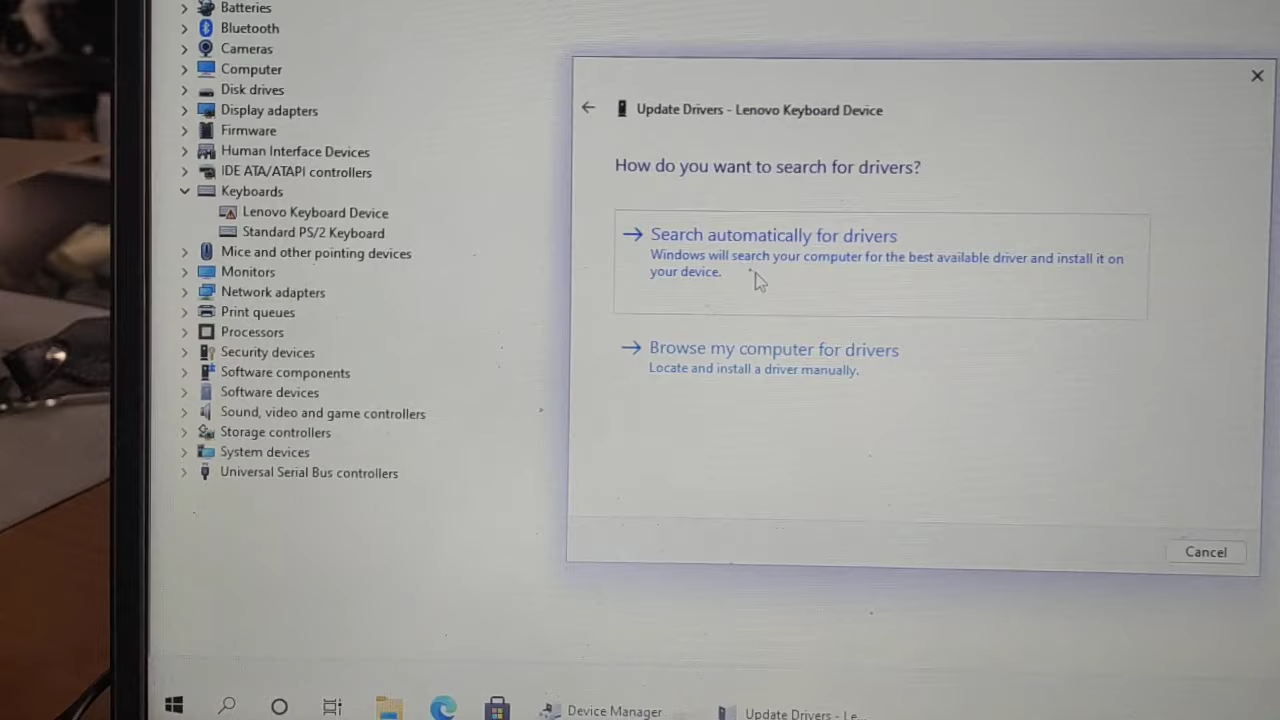 Batteries
Bluetooth
Cameras
Computer
Disk drives
Display adapters
Firmware
Human Interface Devices
IDE ATA/ATAPI controllers
Keyboards
Lenovo Keyboard Device
Standard PS/2 Keyboard
Mice and other pointing devices
Monitors
Network adapters
Print queues
Processors
Security devices
Software components
Software devices
Sound, video and game controllers
Storage controllers
System devices
Universal Serial Bus controllers
Update Drivers - Lenovo Keyboard Device
How do you want to search for drivers?
Search automatically for drivers
Windows will search your computer for the best available driver and install it on
your device.
Browse my computer for drivers
Locate and install a driver manually.
Cancel
Device Manager
Update Drivers - Le...